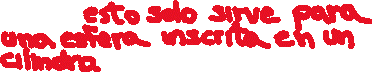 esto solo sirve para
una esfera inscrita en un
cilindro